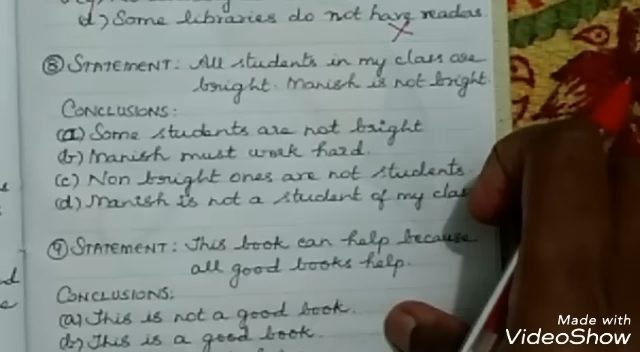 (d) Some libraries do not have readers
⑧ STATEMENT: All students in my class are
bright. Manish is not bright.
CONCLUSIONS:
(a) Some students are not bright
(b) Manish must work hard.
(c) Non bright ones are not students.
(d) Manish is not a student of my clas
⑨ STATEMENT: This book can help because
all good books help.
CONCLUSIONS:
(a) This is not a good book.
(b) This is a good book.
Made with
VideoShow